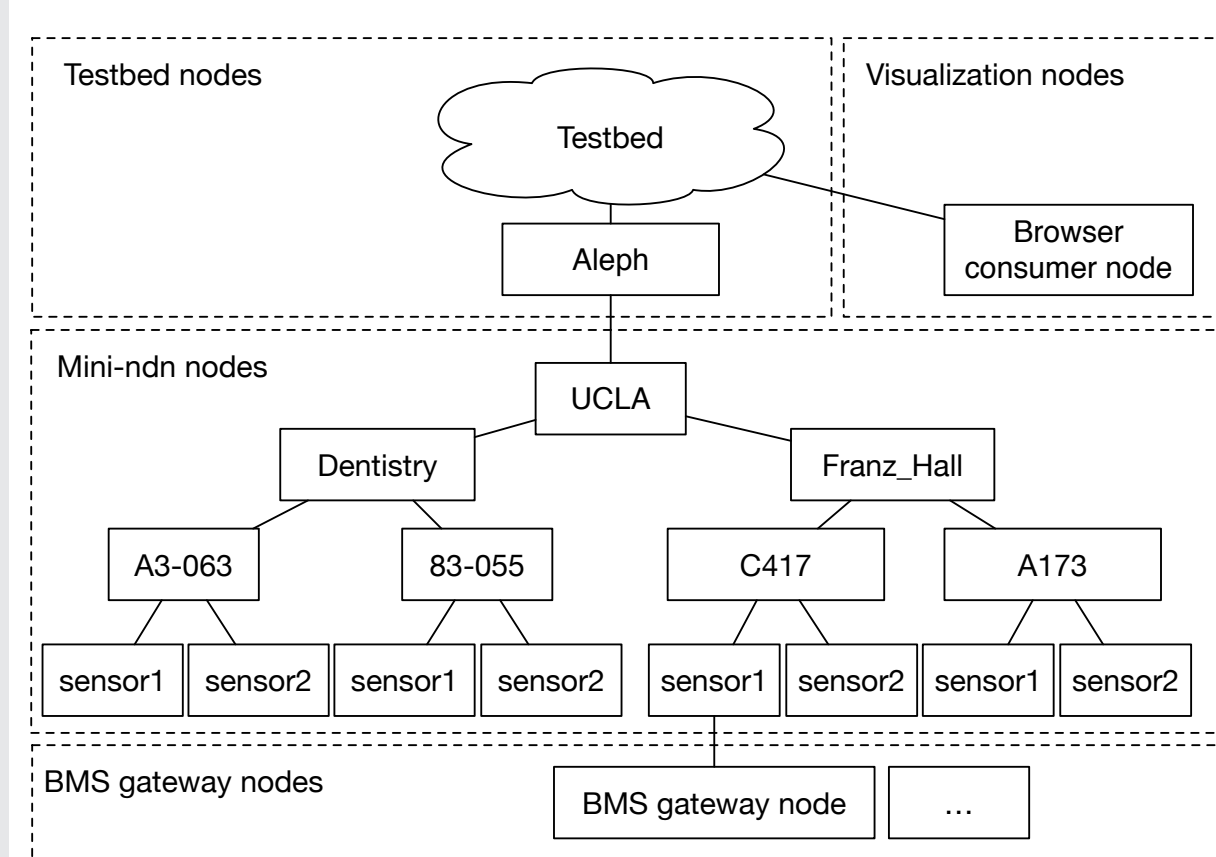 Testbed nodes
Visualization nodes
Testbed
Aleph
Browser
consumer node
Mini-ndn nodes
UCLA
Dentistry
Franz_Hall
A3-063
83-055
C417
A173
sensor1
sensor2
sensor1
sensor2
sensor1
sensor2
sensor1
sensor2
BMS gateway nodes
BMS gateway node
...